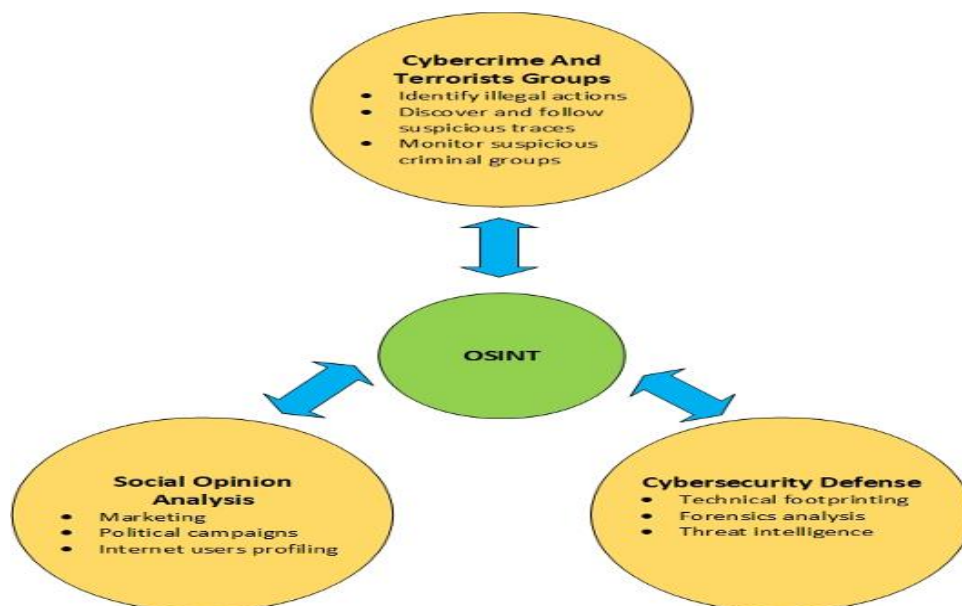 Cybercrime And
Terrorists Groups
• Identify illegal actions
• Discover and follow
suspicious traces
• Monitor suspicious
criminal groups
OSINT
Social Opinion
Analysis
• Marketing
• Political campaigns
• Internet users profiling
Cybersecurity Defense
• Technical footprinting
• Forensics analysis
• Threat intelligence